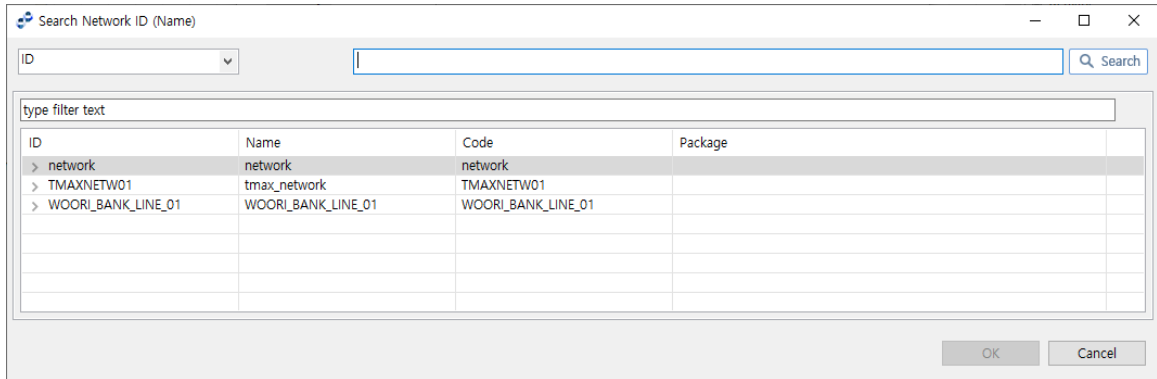 Search Network ID (Name)
ID Search
type filter text
ID Name Code Package
network network network
TMAXNETW01 tmax_network TMAXNETW01
WOORI_BANK_LINE_01 WOORI_BANK_LINE_01 WOORI_BANK_LINE_01
OK Cancel